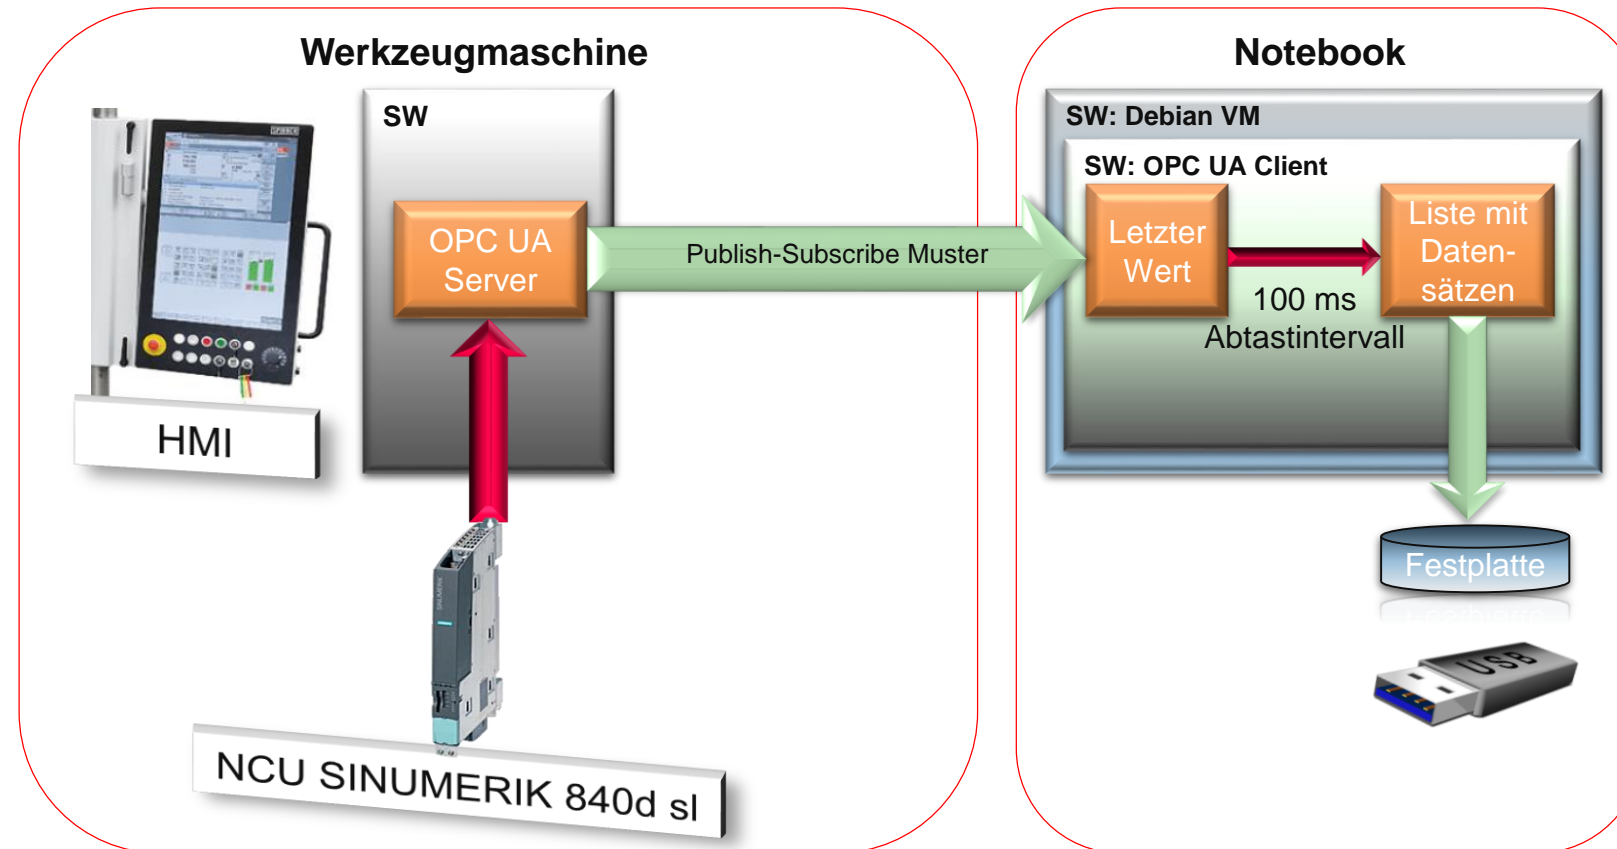 Werkzeugmaschine
HMI
SW
OPC UA
Server
SINUMERIK
NCU SINUMERIK 840d sl
Publish-Subscribe Muster
Notebook
SW: Debian VM
SW: OPC UA Client
Letzter
Wert
100 ms
Abtastintervall
Liste mit
Daten-
sätzen
Festplatte
USB